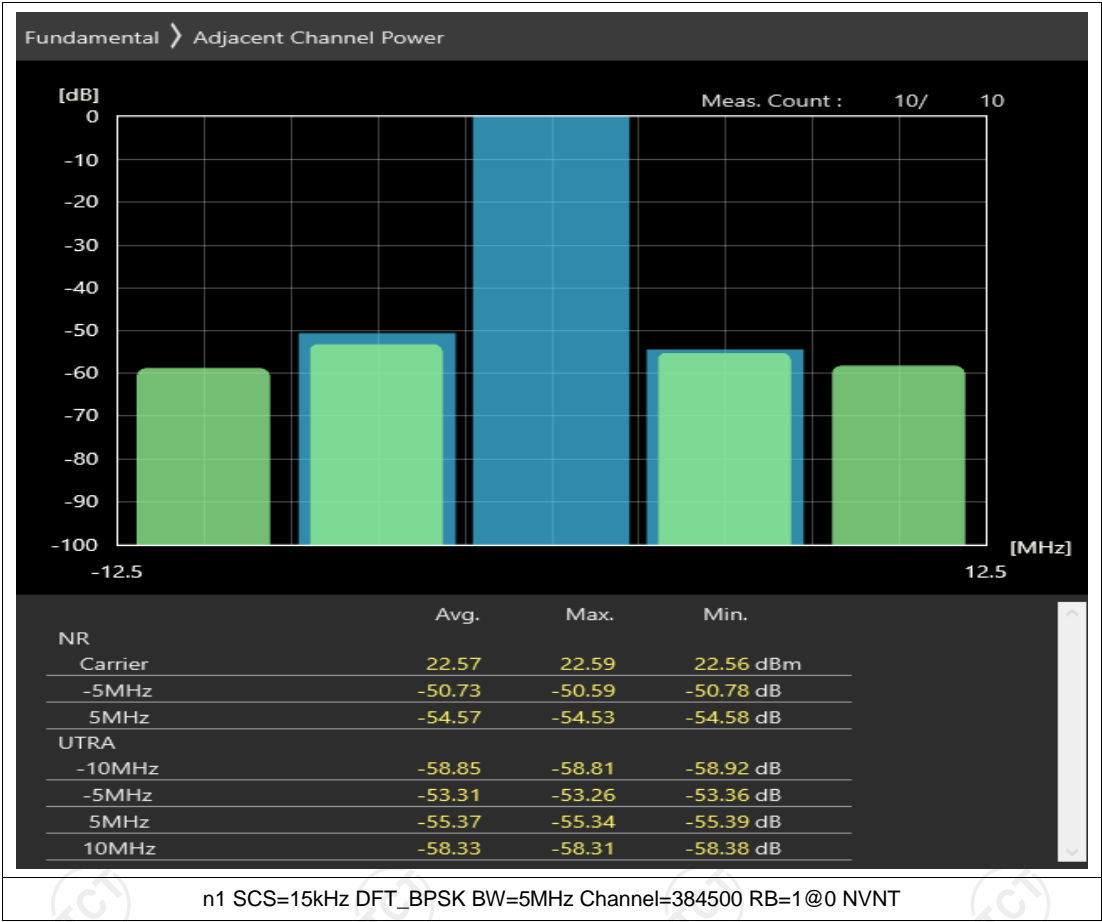 Fundamental ❯ Adjacent Channel Power
[dB]
Meas. Count : 10/ 10
0
-10
-20
-30
-40
-50
-60
-70
-80
-90
-100
[MHz]
-12.5 12.5
Avg. Max. Min.
NR
Carrier 22.57 22.59 22.56 dBm
-5MHz -50.73 -50.59 -50.78 dB
5MHz -54.57 -54.53 -54.58 dB
UTRA
-10MHz -58.85 -58.81 -58.92 dB
-5MHz -53.31 -53.26 -53.36 dB
5MHz -55.37 -55.34 -55.39 dB
10MHz -58.33 -58.31 -58.38 dB
n1 SCS=15kHz DFT_BPSK BW=5MHz Channel=384500 RB=1@0 NVNT
TCT TCT TCT TCT